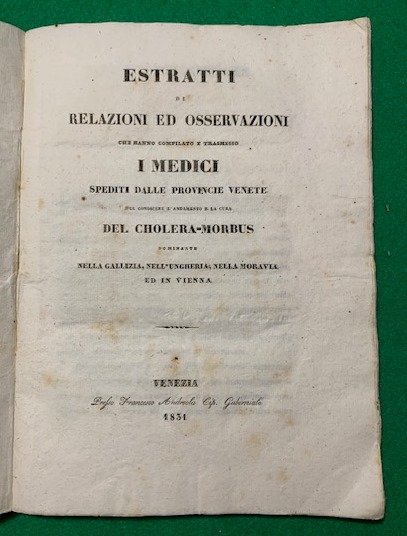 ESTRATTI
DI
RELAZIONI ED OSSERVAZIONI
CHE HANNO COMPILATO E TRASMESSO
I MEDICI
SPEDITI DALLE PROVINCIE VENETE
PER CONOSCERE L'ANDAMENTO E LA CURA
DEL CHOLERA-MORBUS
DOMINANTE
NELLA GALLIZIA, NELL'UNGHERIA, NELLA MORAVIA
ED IN VIENNA
VENEZIA
Presso Francesco Andreola Tip. Guberniale
1831